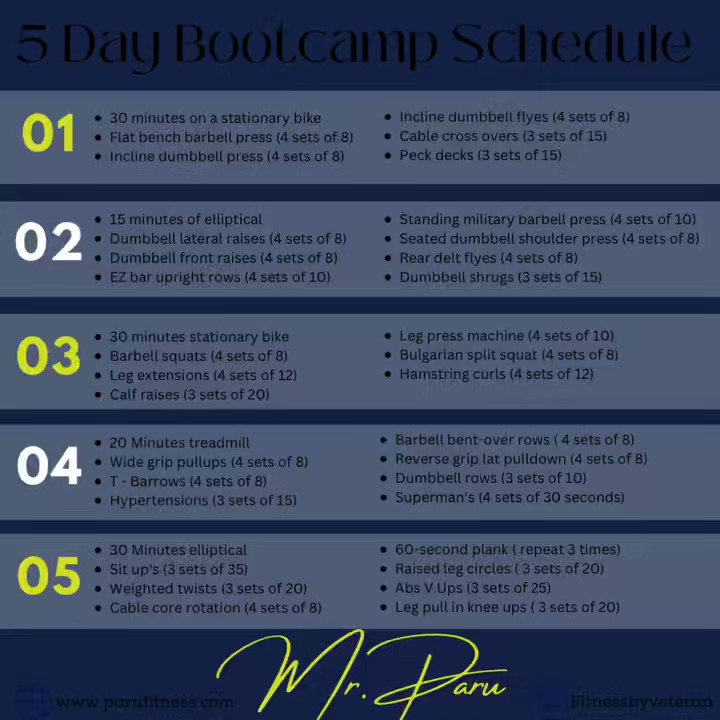 5 Day Bootcamp Schedule
01
30 minutes on a stationary bike
Flat bench barbell press (4 sets of 8)
Incline dumbbell press (4 sets of 8)
Incline dumbbell flyes (4 sets of 8)
Cable cross overs (3 sets of 15)
Peck decks (3 sets of 15)
02
15 minutes of elliptical
Dumbbell lateral raises (4 sets of 8)
Dumbbell front raises (4 sets of 8)
EZ bar upright rows (4 sets of 10)
Standing military barbell press (4 sets of 10)
Seated dumbbell shoulder press (4 sets of 8)
Rear delt flyes (4 sets of 8)
Dumbbell shrugs (3 sets of 15)
03
30 minutes stationary bike
Barbell squats (4 sets of 8)
Leg extensions (4 sets of 12)
Calf raises (3 sets of 20)
Leg press machine (4 sets of 10)
Bulgarian split squat (4 sets of 8)
Hamstring curls (4 sets of 12)
04
20 Minutes treadmill
Wide grip pullups (4 sets of 8)
T - Barrows (4 sets of 8)
Hypertensions (3 sets of 15)
Barbell bent-over rows ( 4 sets of 8)
Reverse grip lat pulldown (4 sets of 8)
Dumbbell rows (3 sets of 10)
Superman's (4 sets of 30 seconds)
05
30 Minutes elliptical
Sit up's (3 sets of 35)
Weighted twists (3 sets of 20)
Cable core rotation (4 sets of 8)
60-second plank ( repeat 3 times)
Raised leg circles ( 3 sets of 20)
Abs V Ups (3 sets of 25)
Leg pull in knee ups ( 3 sets of 20)
Mr. Paru
www.parufitness.com
Fitnessbyveteran